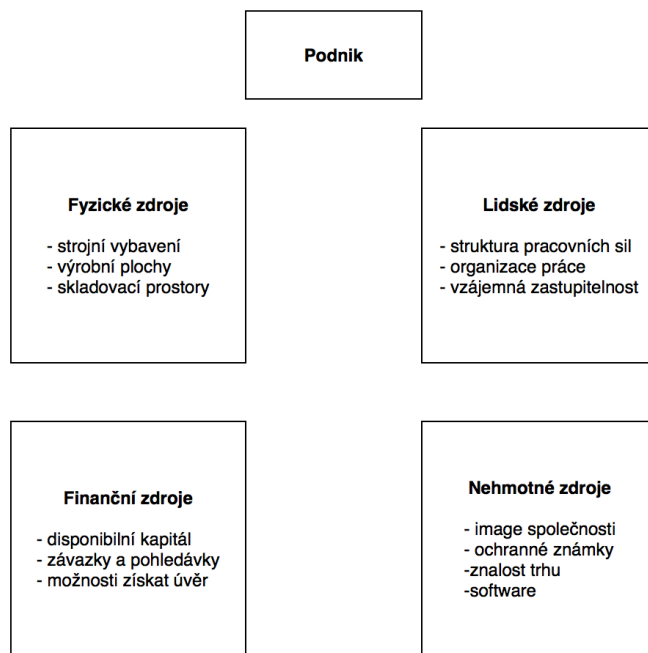 Podnik
Fyzické zdroje
- strojní vybavení
- výrobní plochy
- skladovací prostory
Lidské zdroje
- struktura pracovních sil
- organizace práce
- vzájemná zastupitelnost
Finanční zdroje
- disponibilní kapitál
- závazky a pohledávky
- možnosti získat úvěr
Nehmotné zdroje
- image společnosti
- ochranné známky
-znalost trhu
-software